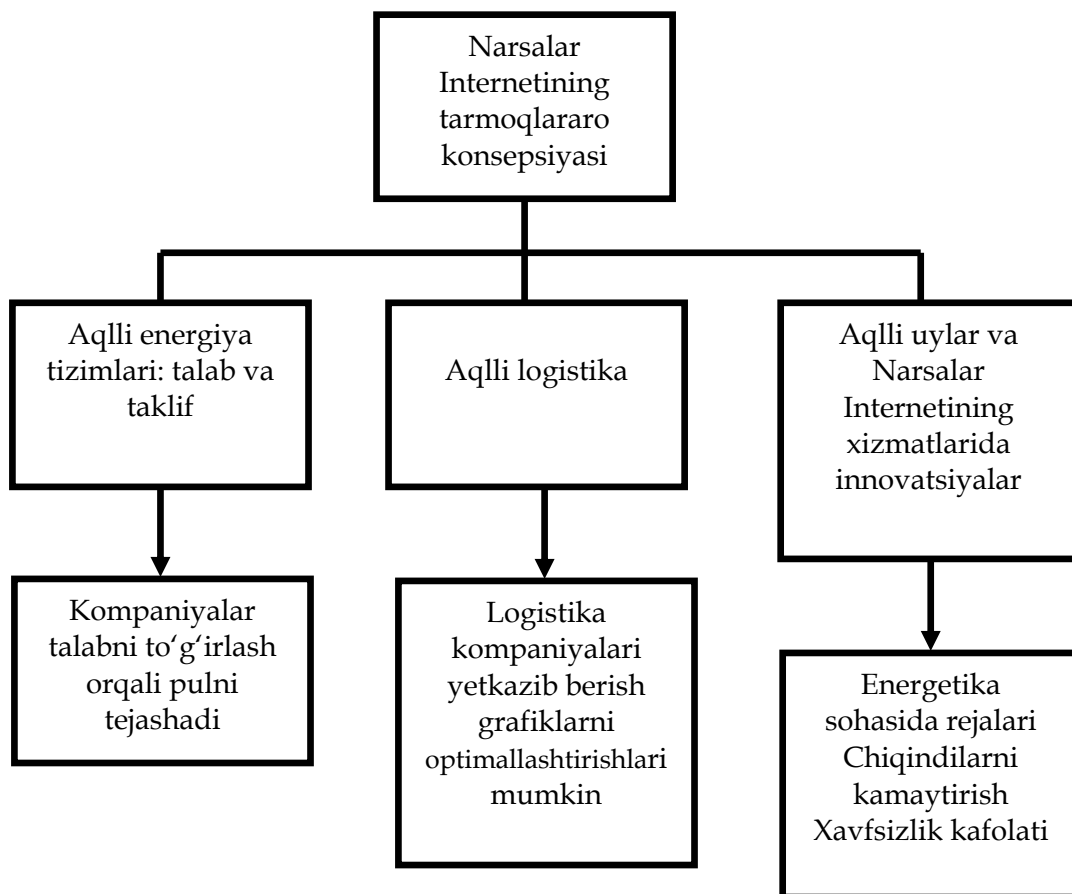 Narsalar
Internetining
tarmoqlararo
konsepsiyasi
Aqlli energiya
tizimlari: talab va
taklif
Aqlli logistika
Aqlli uylar va
Narsalar
Internetining
xizmatlarida
innovatsiyalar
Kompaniyalar
talabni to‘g‘irlash
orqali pulni
tejashadi
Logistika
kompaniyalari
yetkazib berish
grafiklarni
optimallashtirishlari
mumkin
Energetika
sohasida rejalari
Chiqindilarni
kamaytirish
Xavfsizlik kafolati